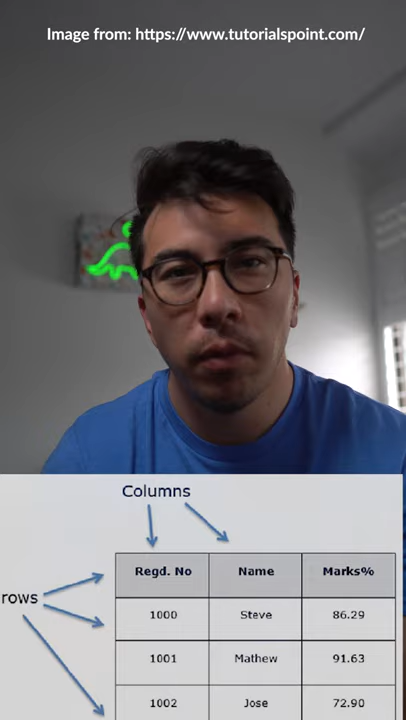 Image from: https://www.tutorialspoint.com/
Columns
rows
Regd. No Name Marks%
1000 Steve 86.29
1001 Mathew 91.63
1002 Jose 72.90